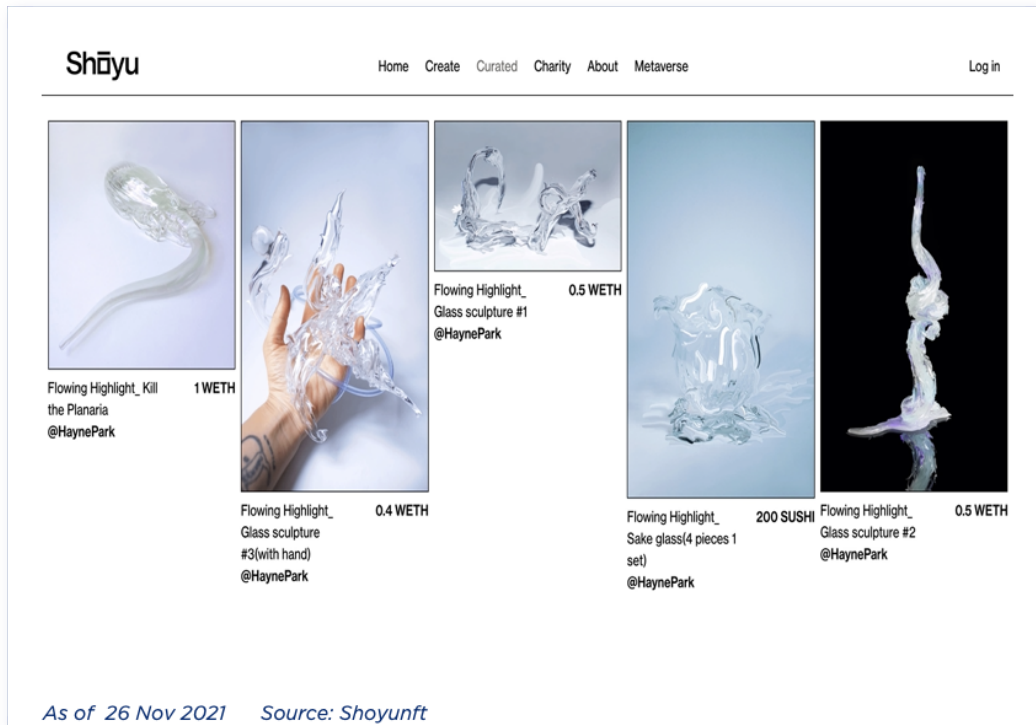 Shōyu
Home Create Curated Charity About Metaverse
Log in
Flowing Highlight_ Kill
the Planaria
1 WETH
@HaynePark
Flowing Highlight_
Glass sculpture
#3(with hand)
0.4 WETH
@HaynePark
Flowing Highlight_
Glass sculpture #1
0.5 WETH
@HaynePark
Flowing Highlight_
Sake glass(4 pieces 1
set)
200 SUSHI
@HaynePark
Flowing Highlight_
Glass sculpture #2
0.5 WETH
@HaynePark
As of 26 Nov 2021 Source: Shoyunft